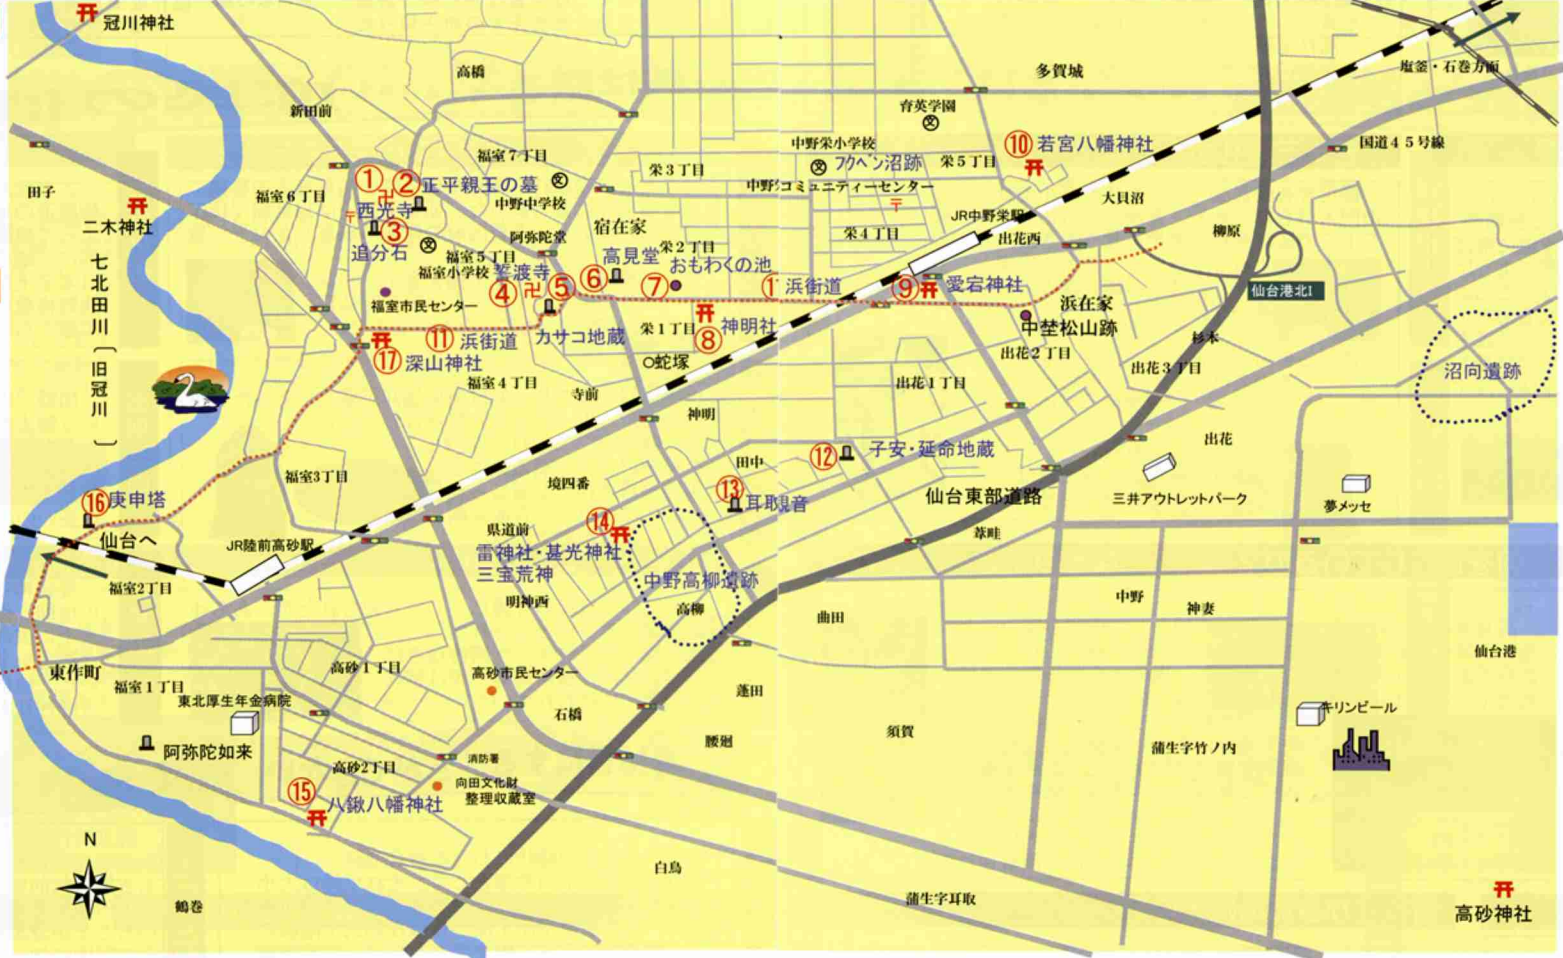 冠川神社
高橋
多賀城
塩釜・石巻方面
新田前
育英学園
文
国道45号線
中野栄小学校
⑩若宮八幡神社
福室7丁目
文
フクベン沼跡
栄5丁目
栄3丁目
①
②正平親王の墓
文
中野コミュニティーセンター
田子
福室6丁目
中野中学校
〒
大貝沼
二木神社
〒
西光寺
JR中野栄駅
宿在家
③
追分石
文
阿弥陀堂
栄4丁目
出花西
柳原
七北田川〔旧冠川〕
福室5丁目
福室小学校
誓渡寺
高見堂
栄2丁目
おもわくの池
④
⑤
⑥
⑦
浜街道
⑨
愛宕神社
仙台港北I
福室市民センター
浜在家
中埜松山跡
⑪浜街道
カサコ地蔵
栄1丁目
神明社
⑧
杉本
⑰深山神社
蛇塚
出花2丁目
出花3丁目
沼向遺跡
福室4丁目
寺前
出花1丁目
神明
出花
⑫
子安・延命地蔵
田中
福室3丁目
境四番
⑬
耳取観音
仙台東部道路
三井アウトレットパーク
夢メッセ
⑯庚申塔
仙台へ
JR陸前高砂駅
県道前
⑭
雷神社・甚光神社
三宝荒神
葦畦
福室2丁目
中野高柳遺跡
明神西
高柳
曲田
中野
神妻
東作町
高砂1丁目
高砂市民センター
仙台港
福室1丁目
東北厚生年金病院
蓬田
石橋
キリンビール
阿弥陀如来
腰廻
須賀
蒲生字竹ノ内
消防署
高砂2丁目
向田文化財
整理収蔵室
⑮
八鍬八幡神社
N
白鳥
鶴巻
蒲生字耳取
高砂神社